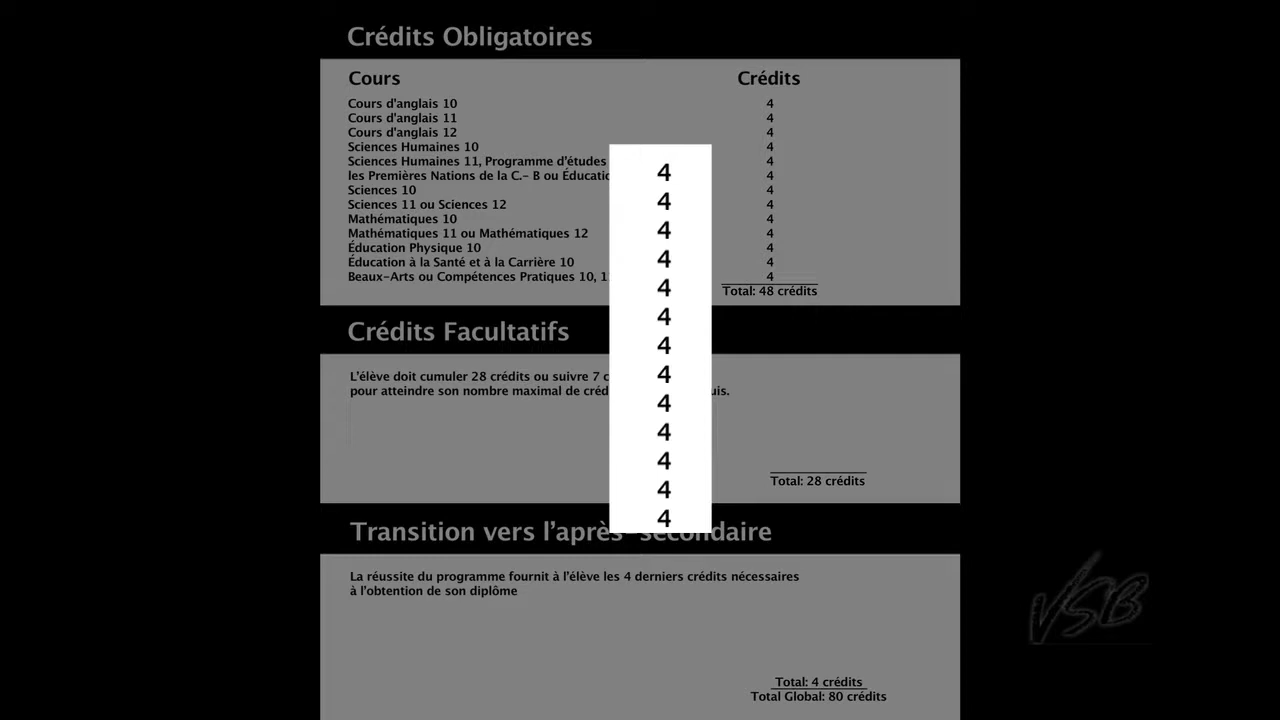 Crédits Obligatoires
Cours Crédits
Cours d'anglais 10 4
Cours d'anglais 11 4
Cours d'anglais 12 4
Sciences Humaines 10 4
Sciences Humaines 11, Programme d'études 4
les Premières Nations de la C.- B ou 4
Sciences 10 4
Sciences 11 ou Sciences 12 4
Mathématiques 10 4
Mathématiques 11 ou Mathématiques 12 4
Éducation Physique 10 4
Éducation à la Santé et à la Carrière 10 4
Beaux-Arts ou Compétences Pratiques 10, 4
Total: 48 crédits
4
4
4
4
4
4
4
4
4
4
4
4
4
Crédits Facultatifs
L'élève doit cumuler 28 crédits ou suivre 7
pour atteindre son nombre maximal de
Total: 28 crédits
Transition vers l'après-secondaire
La réussite du programme fournit à l'élève les 4 derniers crédits nécessaires
à l'obtention de son diplôme
Total: 4 crédits
Total Global: 80 crédits
VSB